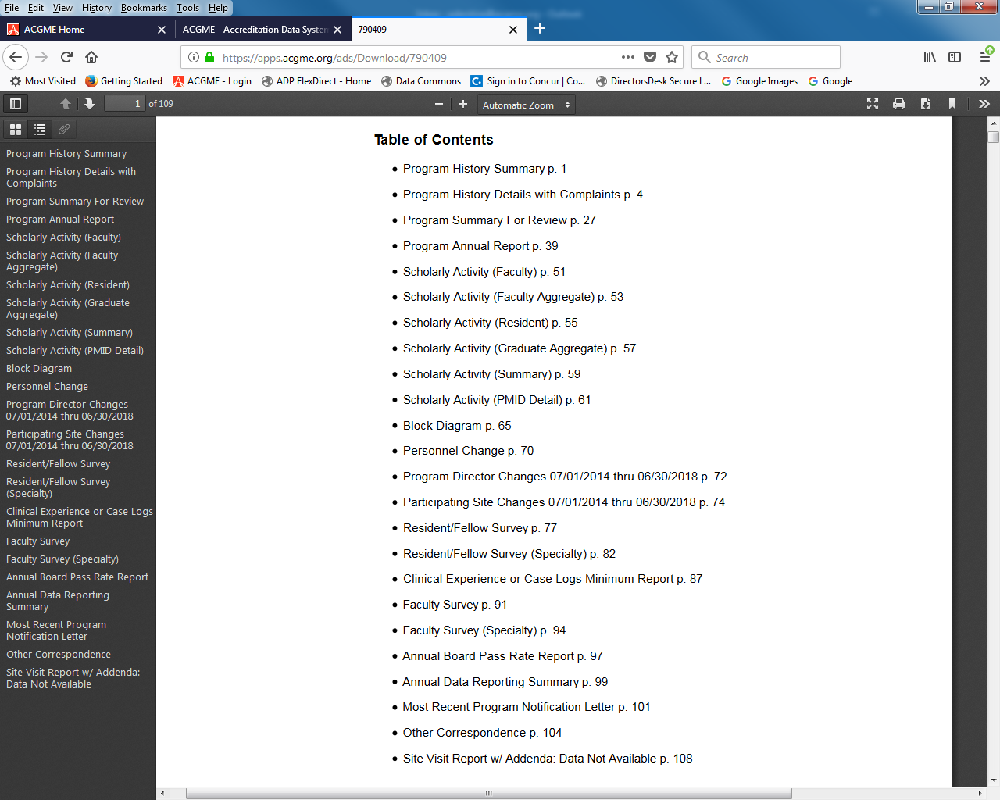 File Edit View History Bookmarks Tools Help
ACGME Home
ACGME - Accreditation Data System
790409
https://apps.acgme.org/ads/Download/790409
Search
Most Visited
Getting Started
ACGME - Login
ADP FlexDirect - Home
Data Commons
Sign in to Concur | Co...
DirectorsDesk Secure L...
Google Images
Google
1 of 109
Automatic Zoom
Program History Summary
Program History Details with
Complaints
Program Summary For Review
Program Annual Report
Scholarly Activity (Faculty)
Scholarly Activity (Faculty
Aggregate)
Scholarly Activity (Resident)
Scholarly Activity (Graduate
Aggregate)
Scholarly Activity (Summary)
Scholarly Activity (PMID Detail)
Block Diagram
Personnel Change
Program Director Changes
07/01/2014 thru 06/30/2018
Participating Site Changes
07/01/2014 thru 06/30/2018
Resident/Fellow Survey
Resident/Fellow Survey
(Specialty)
Clinical Experience or Case Logs
Minimum Report
Faculty Survey
Faculty Survey (Specialty)
Annual Board Pass Rate Report
Annual Data Reporting
Summary
Most Recent Program
Notification Letter
Other Correspondence
Site Visit Report w/ Addenda:
Data Not Available
Table of Contents
• Program History Summary p. 1
• Program History Details with Complaints p. 4
• Program Summary For Review p. 27
• Program Annual Report p. 39
• Scholarly Activity (Faculty) p. 51
• Scholarly Activity (Faculty Aggregate) p. 53
• Scholarly Activity (Resident) p. 55
• Scholarly Activity (Graduate Aggregate) p. 57
• Scholarly Activity (Summary) p. 59
• Scholarly Activity (PMID Detail) p. 61
• Block Diagram p. 65
• Personnel Change p. 70
• Program Director Changes 07/01/2014 thru 06/30/2018 p. 72
• Participating Site Changes 07/01/2014 thru 06/30/2018 p. 74
• Resident/Fellow Survey p. 77
• Resident/Fellow Survey (Specialty) p. 82
• Clinical Experience or Case Logs Minimum Report p. 87
• Faculty Survey p. 91
• Faculty Survey (Specialty) p. 94
• Annual Board Pass Rate Report p. 97
• Annual Data Reporting Summary p. 99
• Most Recent Program Notification Letter p. 101
• Other Correspondence p. 104
• Site Visit Report w/ Addenda: Data Not Available p. 108